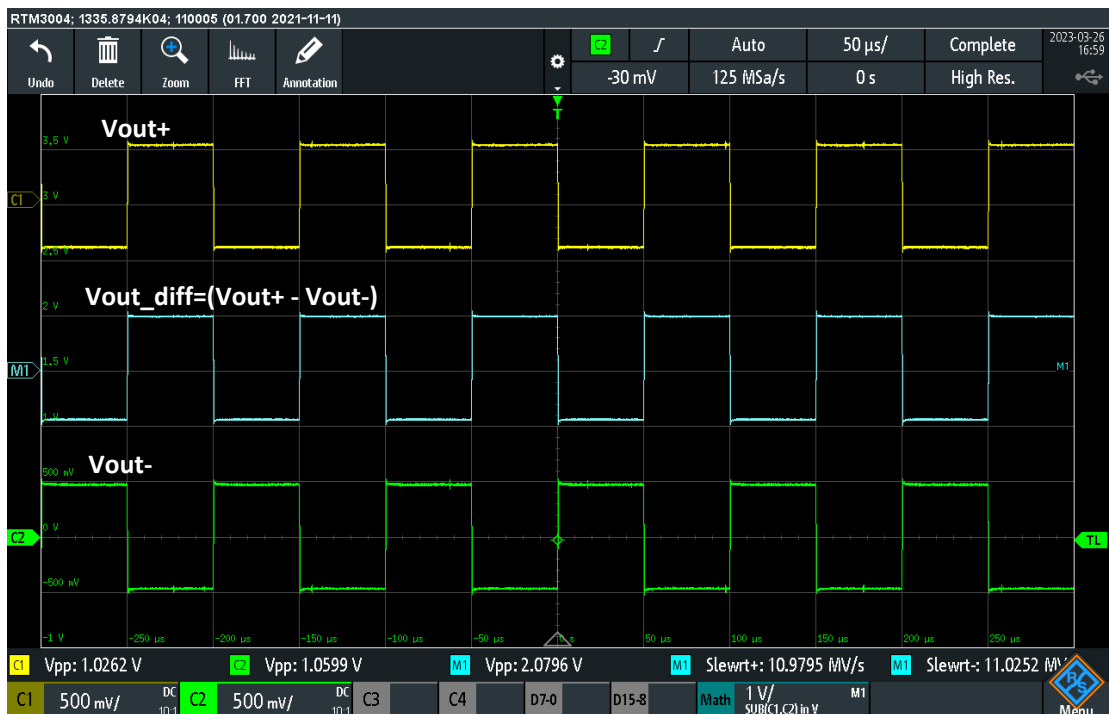 RTM3004; 1335.8794K04; 110005 (01.700 2021-11-11)
Undo Delete Zoom FFT Annotation
C2 Auto 50 µs/ Complete
-30 mV 125 MSa/s 0 s High Res.
2023-03-26
16:59
T
Vout+
3.5 V
C1 3 V
2.5 V
Vout_diff=(Vout+ - Vout-)
2 V
M1 1.5 V M1
1 V
Vout-
500 mV
C2 0 V TL
-500 mV
-1 V -250 µs -200 µs -150 µs -100 µs -50 µs 0 s 50 µs 100 µs 150 µs 200 µs 250 µs
C1 Vpp: 1.0262 V C2 Vpp: 1.0599 V M1 Vpp: 2.0796 V M1 Slewrt+: 10.9795 MV/s M1 Slewrt-: 11.0252
C1 500 mV/ DC 10:1 C2 500 mV/ DC 10:1 C3 C4 D7-0 D15-8 Math 1 V/ M1
SUB(C1,C2) in V
R&S
Menu